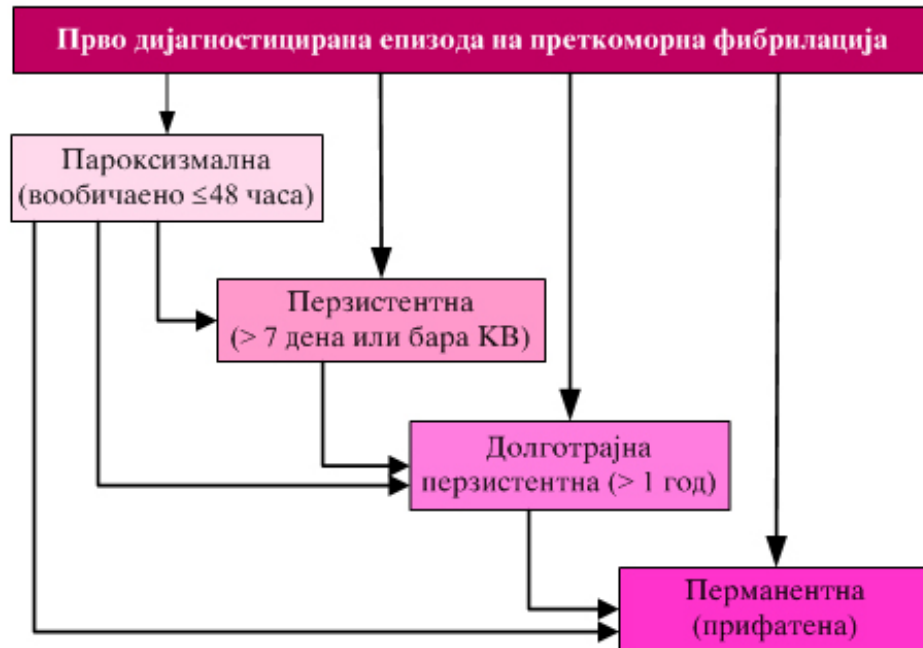 Прво дијагностицирана епизода на преткоморна фибрилација
Пароксизмална
(вообичаено ≤48 часа)
Перзистентна
(> 7 дена или бара КВ)
Долготрајна
перзистентна (> 1 год)
Перманентна
(прифатена)